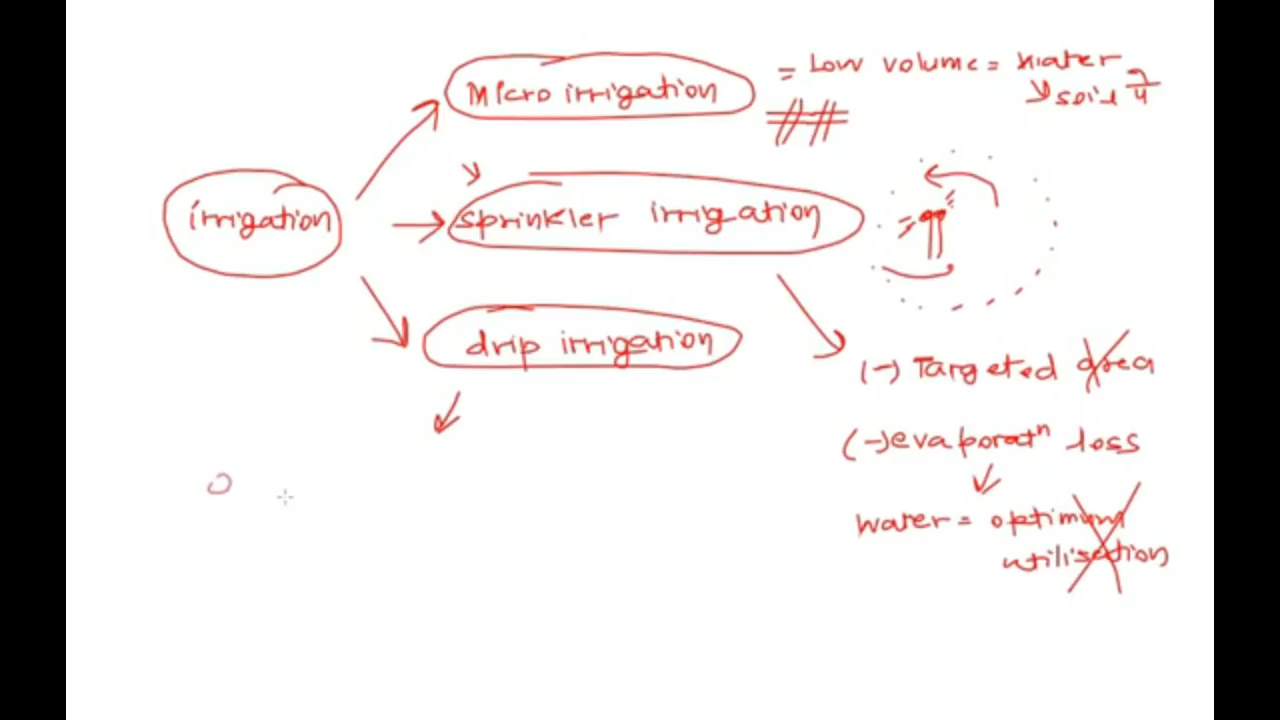 Micro irrigation = Low volume = water
soil
irrigation
sprinkler irrigation
drip irrigation
(-) Targeted area
(-) evaporatn loss
water = optimum
utilisation